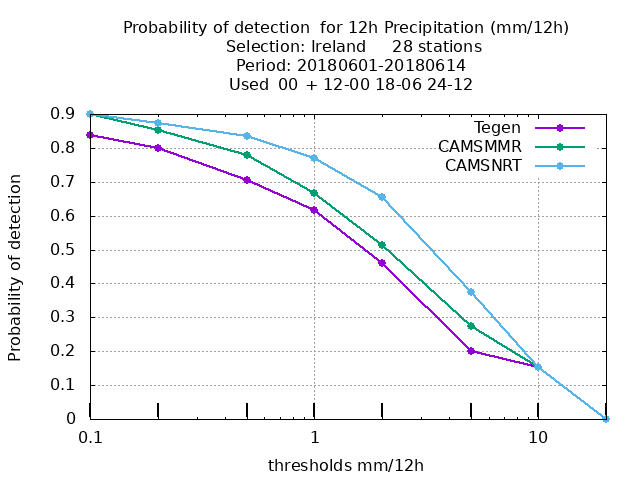 Probability of detection  for 12h Precipitation (mm/12h)
Selection: Ireland     28 stations
Period: 20180601-20180614
Used  00 + 12-00 18-06 24-12
Tegen
CAMSMMR
CAMSNRT
Probability of detection
0.9
0.8
0.7
0.6
0.5
0.4
0.3
0.2
0.1
0
0.1
1
10
thresholds mm/12h